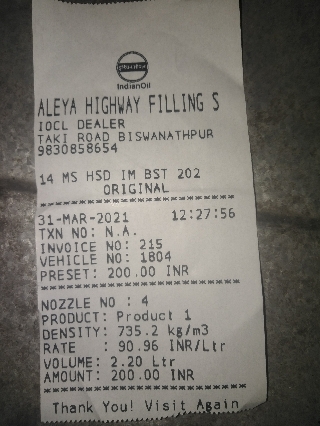 IndianOil
ALEYA HIGHWAY FILLING S
IOCL DEALER
TAKI ROAD BISWANATHPUR
9830858654
14 MS HSD IM BST 202
ORIGINAL
31-MAR-2021 12:27:56
TXN NO: N.A.
INVOICE NO: 215
VEHICLE NO: 1804
PRESET: 200.00 INR
NOZZLE NO : 4
PRODUCT: Product 1
DENSITY: 735.2 kg/m3
RATE : 90.96 INR/Ltr
VOLUME: 2.20 Ltr
AMOUNT: 200.00 INR
Thank You! Visit Again